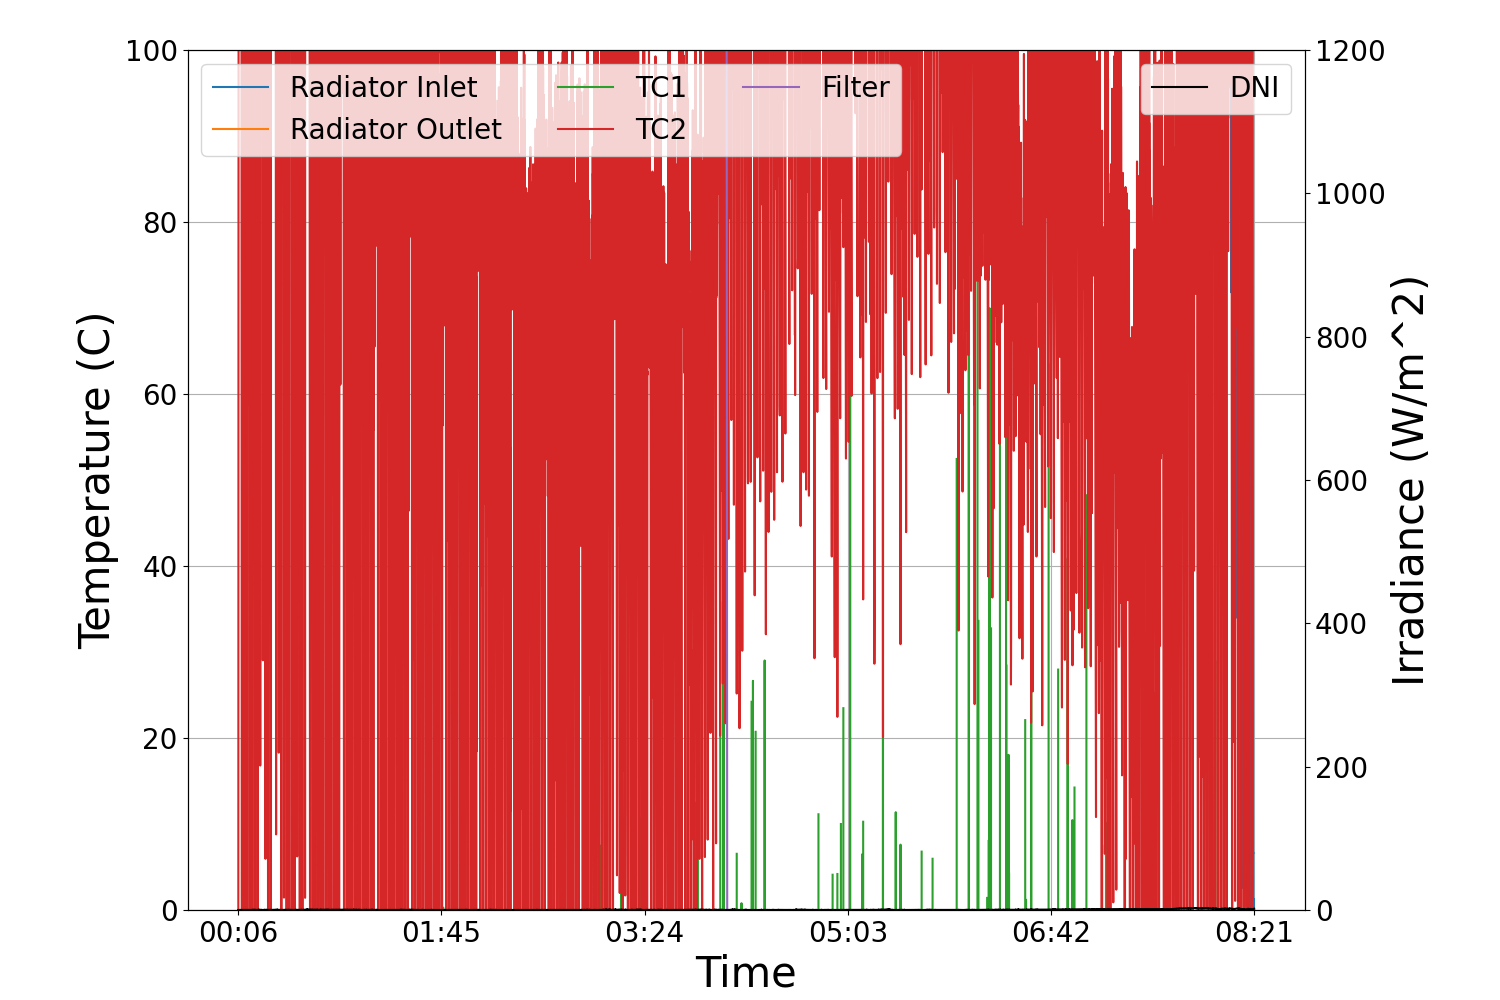 100
80
60
40
20
0
Temperature (C)
Radiator Inlet
Radiator Outlet
TC1
TC2
Filter
DNI
1200
1000
800
600
400
200
0
Irradiance (W/m^2)
00:06
01:45
03:24
05:03
06:42
08:21
Time